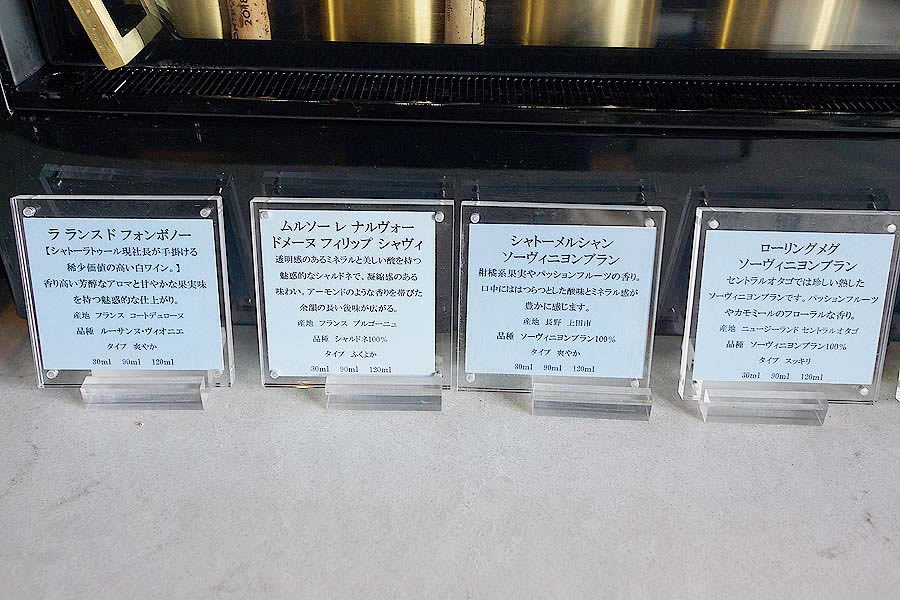 2018
ラ ランス ド フォンボノー
【シャトーラトゥール現社長が手掛ける
稀少価値の高い白ワイン。】
香り高い芳醇なアロマと甘やかな果実味
を持つ魅惑的な仕上がり。
産地 フランス コートデュローヌ
品種 ルーサンヌ・ヴィオニエ
タイプ 爽やか
30ml 90ml 120ml
ムルソー レ ナルヴォー
ドメーヌ フィリップ シャヴィ
透明感のあるミネラルと美しい酸を持つ
魅惑的なシャルドネで、凝縮感のある
味わい。アーモンドのような香りを帯びた
余韻の長い後味が広がる。
産地 フランス ブルゴーニュ
品種 シャルドネ100%
タイプ ふくよか
30ml 90ml 120ml
シャトーメルシャン
ソーヴィニヨンブラン
柑橘系果実やパッションフルーツの香り。
口中にははつらつとした酸味とミネラル感が
豊かに感じます。
産地 長野 上田市
品種 ソーヴィニヨンブラン100%
タイプ 爽やか
30ml 90ml 120ml
ローリングメグ
ソーヴィニヨンブラン
セントラルオタゴでは珍しい熟した
ソーヴィニヨンブランです。パッションフルーツ
やカモミールのフローラルな香り。
産地 ニュージーランド セントラルオタゴ
品種 ソーヴィニヨンブラン100%
タイプ スッキリ
30ml 90ml 120ml